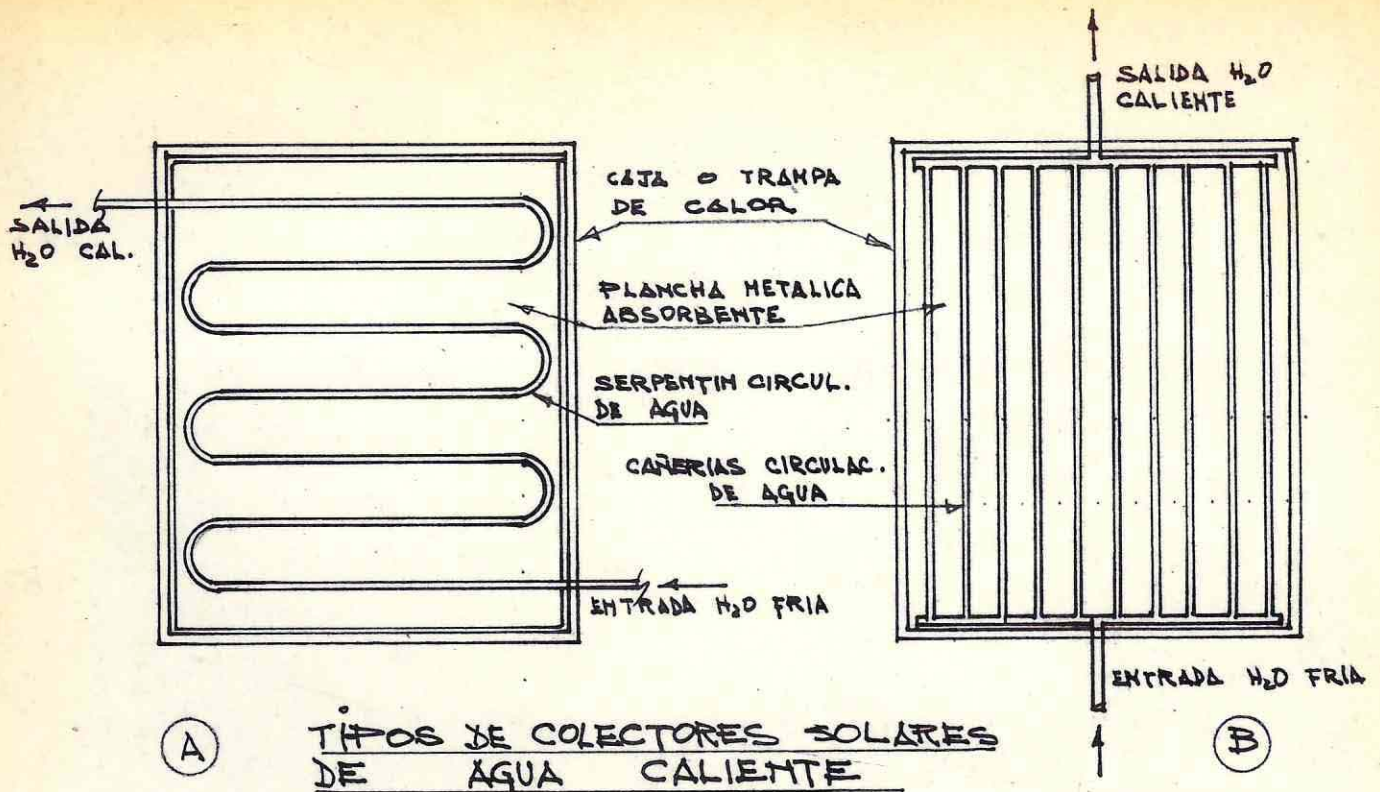 SALIDA H₂O
CALIENTE
CAJA O TRAMPA
DE CALOR
SALIDA
H₂O CAL.
PLANCHA METALICA
ABSORBENTE
SERPENTIN CIRCUL.
DE AGUA
CAÑERIAS CIRCULAC.
DE AGUA
ENTRADA H₂O FRIA
ENTRADA H₂O FRIA
A
TIPOS DE COLECTORES SOLARES
DE AGUA CALIENTE
B